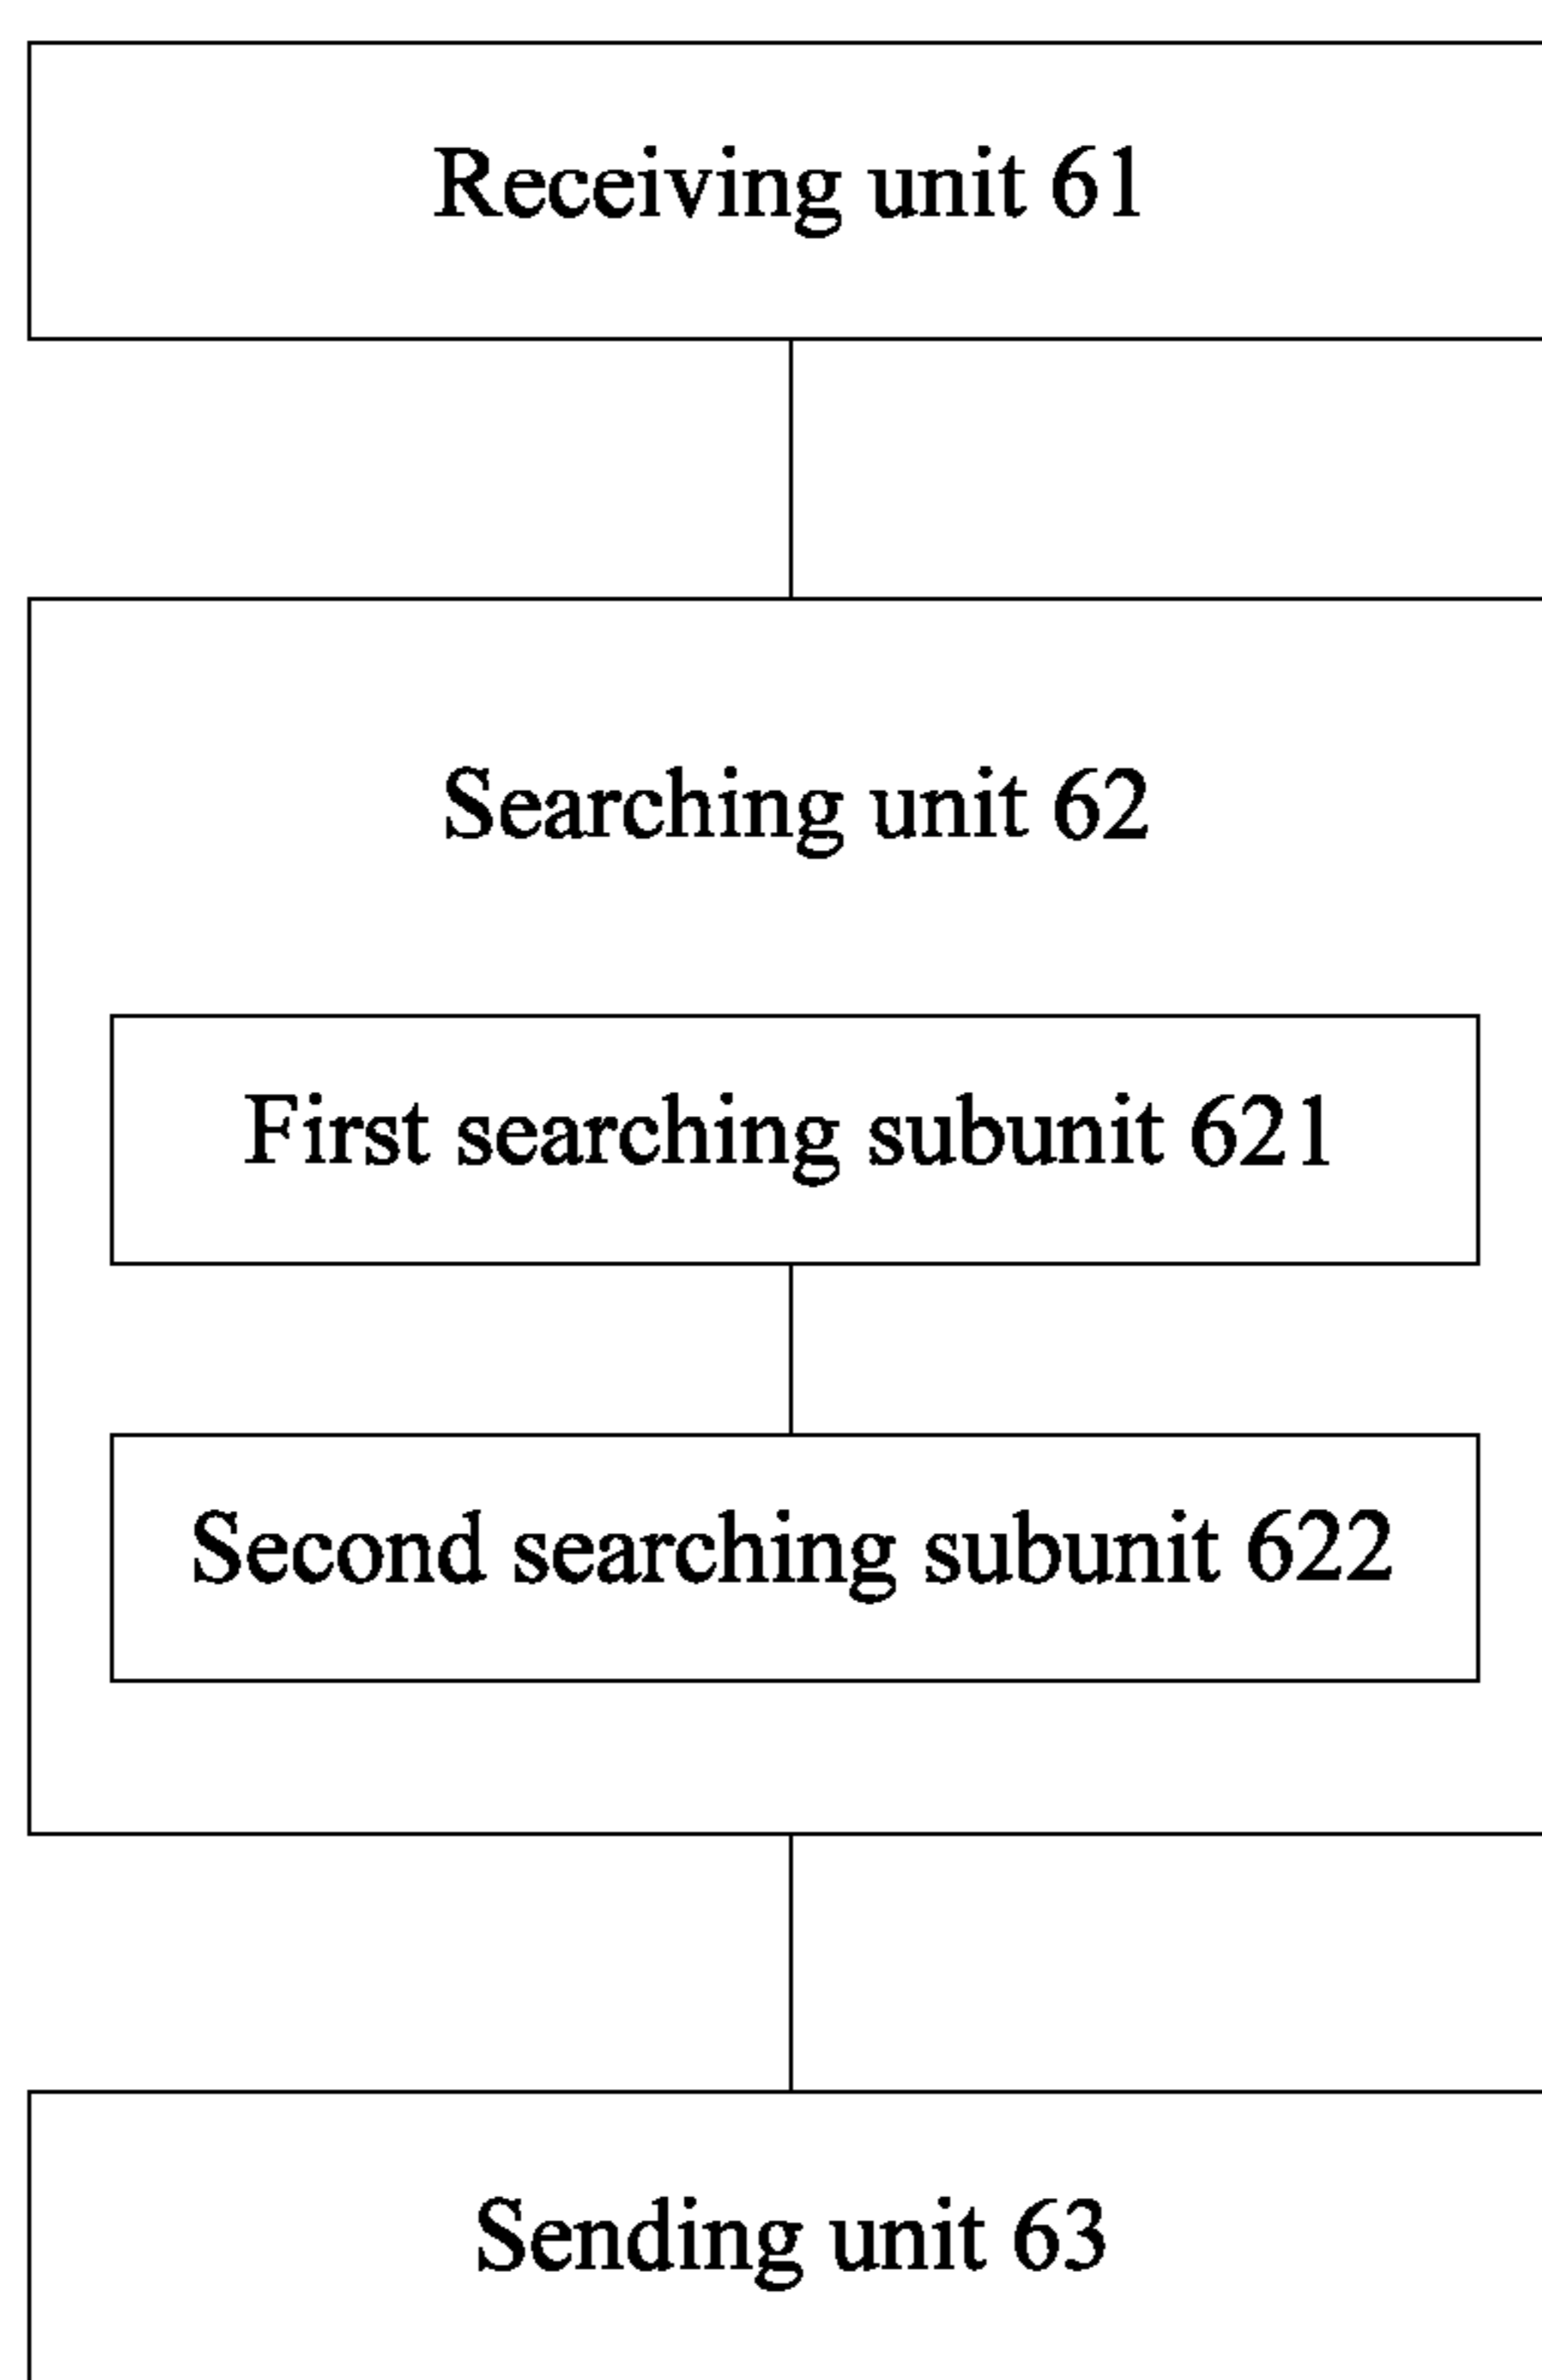 Receiving unit 61
Searching unit 62
First searching subunit 621
Second searching subunit 622
Sending unit 63